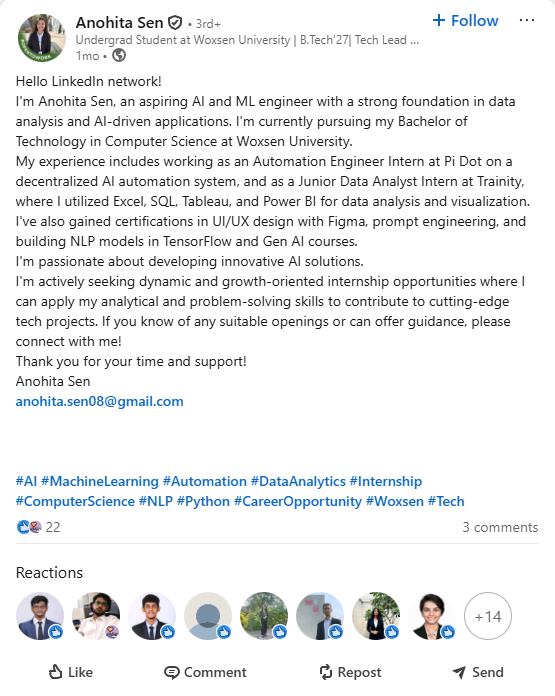 Anohita Sen • 3rd+
+ Follow ...
Undergrad Student at Woxsen University | B.Tech'27| Tech Lead ...
1mo •
Hello LinkedIn network!
I'm Anohita Sen, an aspiring AI and ML engineer with a strong foundation in data
analysis and AI-driven applications. I'm currently pursuing my Bachelor of
Technology in Computer Science at Woxsen University.
My experience includes working as an Automation Engineer Intern at Pi Dot on a
decentralized AI automation system, and as a Junior Data Analyst Intern at Trainity,
where I utilized Excel, SQL, Tableau, and Power BI for data analysis and visualization.
I've also gained certifications in UI/UX design with Figma, prompt engineering, and
building NLP models in TensorFlow and Gen AI courses.
I'm passionate about developing innovative AI solutions.
I'm actively seeking dynamic and growth-oriented internship opportunities where I
can apply my analytical and problem-solving skills to contribute to cutting-edge
tech projects. If you know of any suitable openings or can offer guidance, please
connect with me!
Thank you for your time and support!
Anohita Sen
anohita.sen08@gmail.com
#AI #MachineLearning #Automation #DataAnalytics #Internship
#ComputerScience #NLP #Python #CareerOpportunity #Woxsen #Tech
22
3 comments
Reactions
+14
Like Comment Repost Send